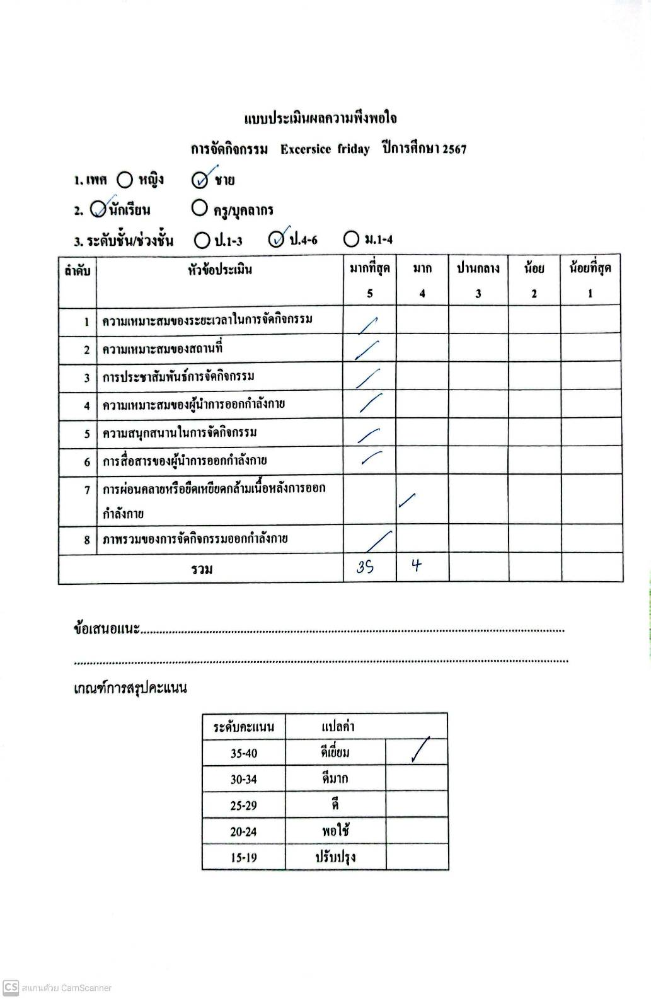 แบบประเมินผลความพึงพอใจ
การจัดกิจกรรม Excersice friday ปีการศึกษา 2567
1. เพศ หญิง ชาย
2. นักเรียน ครู/บุคลากร
3. ระดับชั้น/ช่วงชั้น ป.1-3 ป.4-6 ม.1-4
ลำดับ หัวข้อประเมิน มากที่สุด มาก ปานกลาง น้อย น้อยที่สุด
5 4 3 2 1
1 ความเหมาะสมของระยะเวลาในการจัดกิจกรรม
2 ความเหมาะสมของสถานที่
3 การประชาสัมพันธ์การจัดกิจกรรม
4 ความเหมาะสมของผู้นำการออกกำลังกาย
5 ความสนุกสนานในการจัดกิจกรรม
6 การสื่อสารของผู้นำการออกกำลังกาย
7 การผ่อนคลายหรือยืดเหยียดกล้ามเนื้อหลังการออก
กำลังกาย
8 ภาพรวมของการจัดกิจกรรมออกกำลังกาย
รวม 35 4
ข้อเสนอแนะ
เกณฑ์การสรุปคะแนน
ระดับคะแนน แปลค่า
35-40 ดีเยี่ยม
30-34 ดีมาก
25-29 ดี
20-24 พอใช้
15-19 ปรับปรุง
CS สแกนด้วย CamScanner